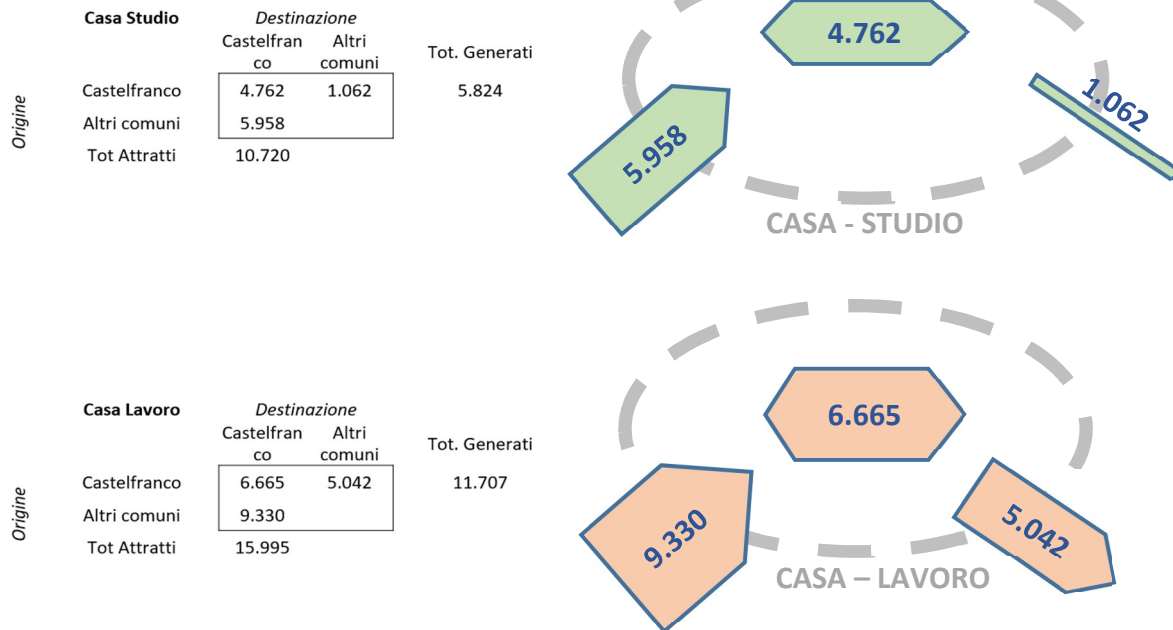 Casa Studio Destinazione
Castelfran
co Altri
comuni Tot. Generati
Origine
Castelfranco 4.762 1.062 5.824
Altri comuni 5.958
Tot Attratti 10.720
4.762
1.062
5.958
CASA - STUDIO
Casa Lavoro Destinazione
Castelfran
co Altri
comuni Tot. Generati
Origine
Castelfranco 6.665 5.042 11.707
Altri comuni 9.330
Tot Attratti 15.995
6.665
9.330
5.042
CASA – LAVORO